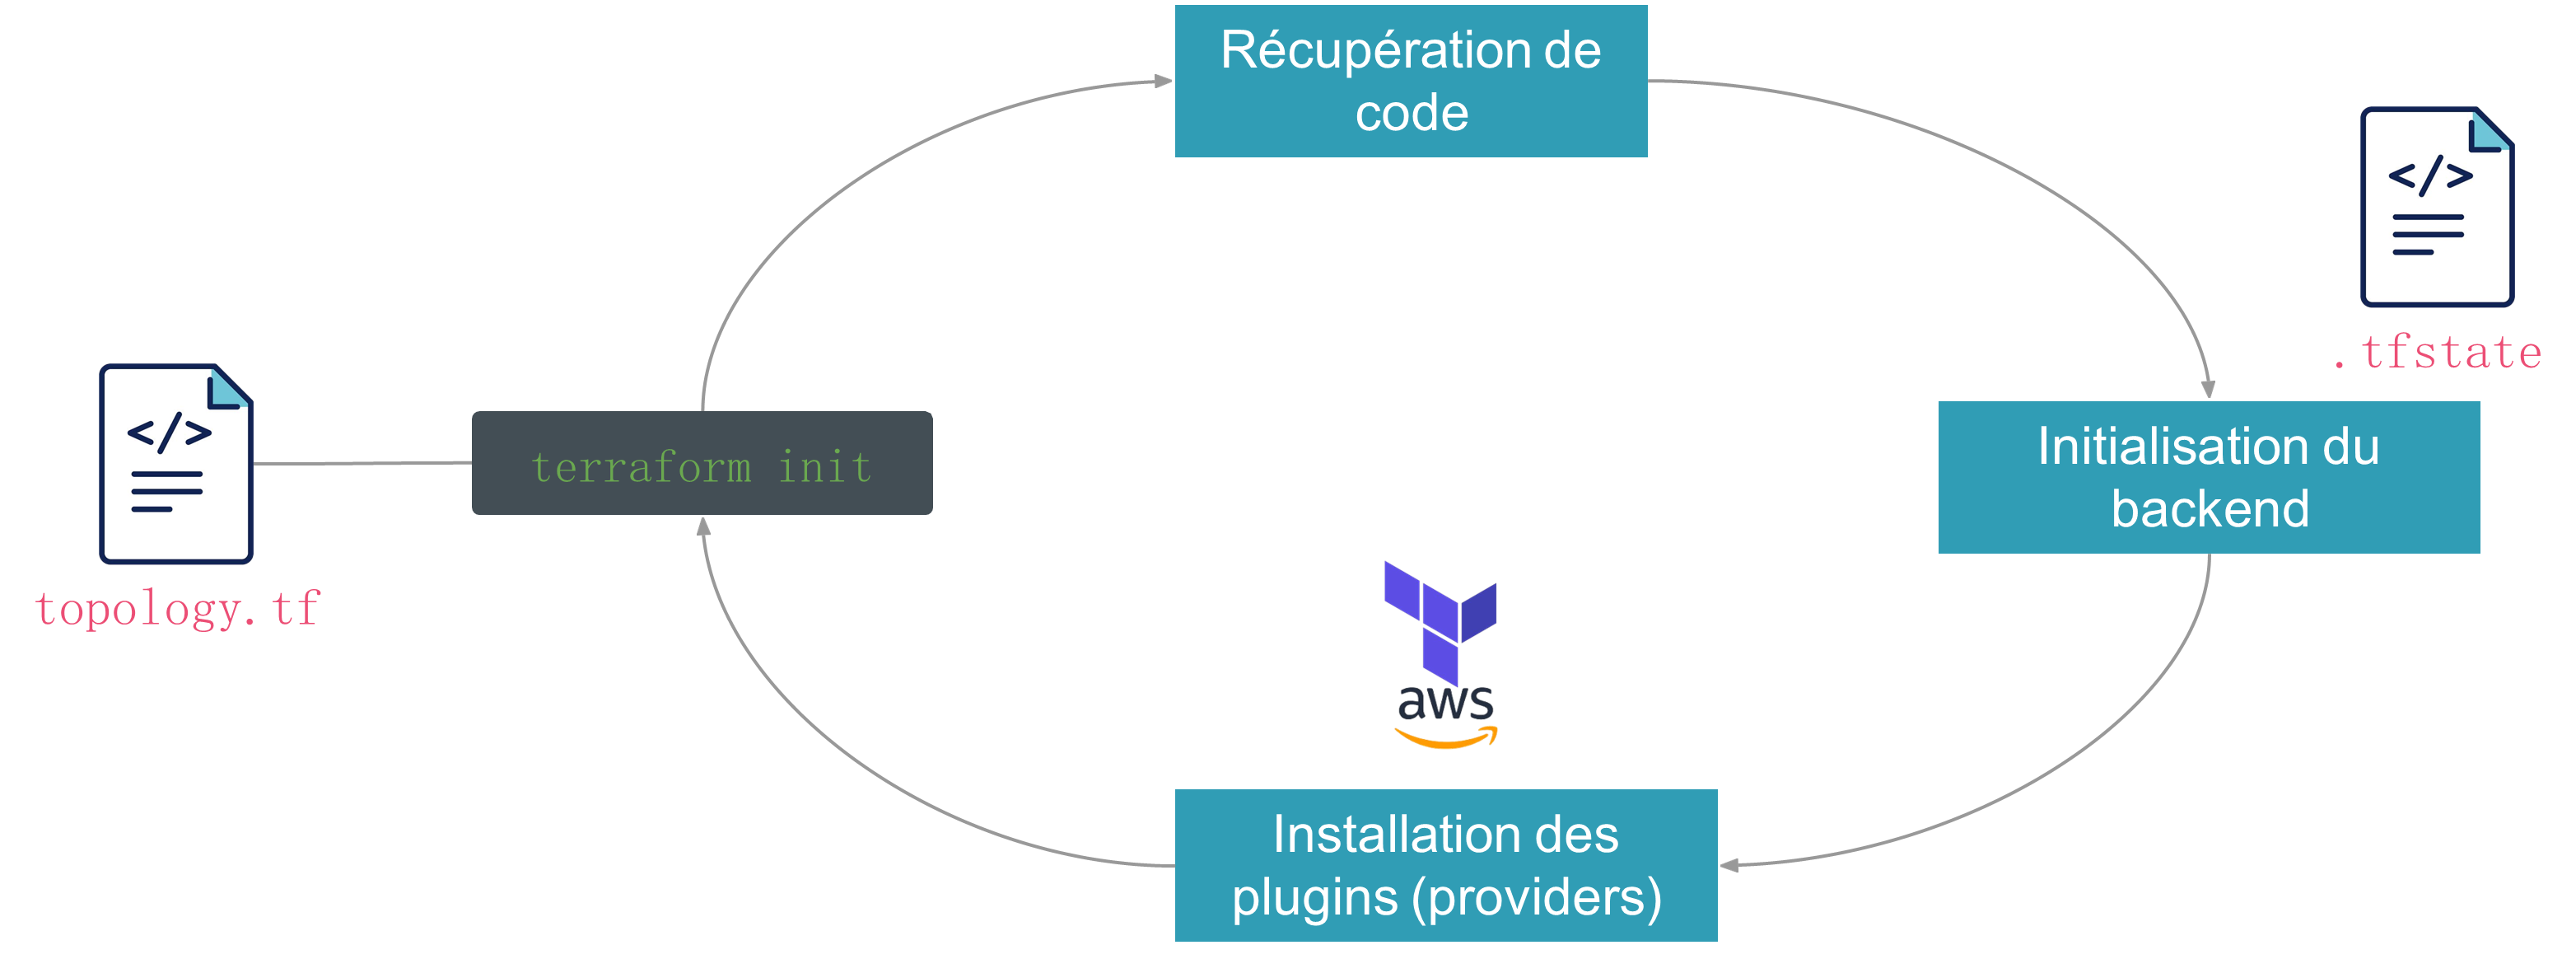 Récupération de
code
</>
.tfstate
</>
topology.tf
terraform init
Initialisation du
backend
aws
Installation des
plugins (providers)